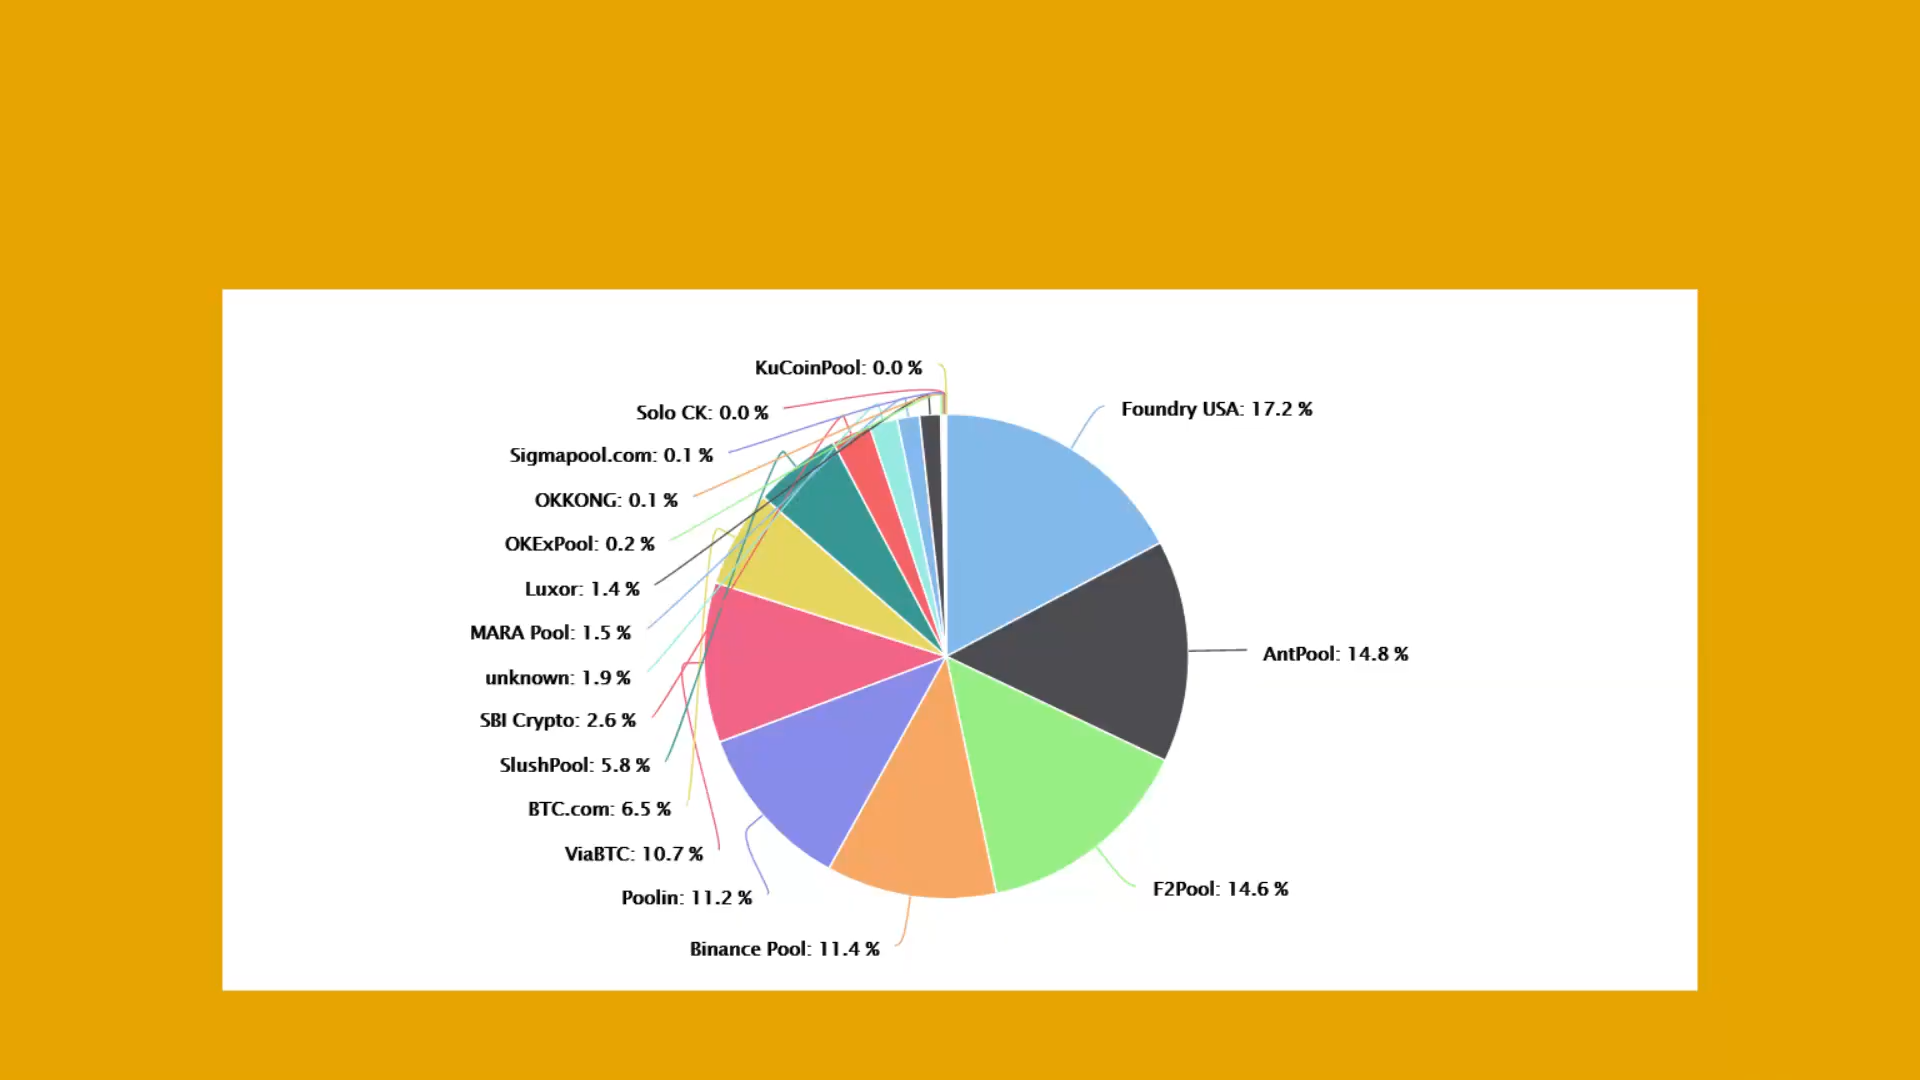 KuCoinPool: 0.0 %
Foundry USA: 17.2 %
Solo CK: 0.0 %
Sigmapool.com: 0.1 %
OKKONG: 0.1 %
OKExPool: 0.2 %
Luxor: 1.4 %
MARA Pool: 1.5 %
AntPool: 14.8 %
unknown: 1.9 %
SBI Crypto: 2.6 %
SlushPool: 5.8 %
BTC.com: 6.5 %
ViaBTC: 10.7 %
F2Pool: 14.6 %
Poolin: 11.2 %
Binance Pool: 11.4 %